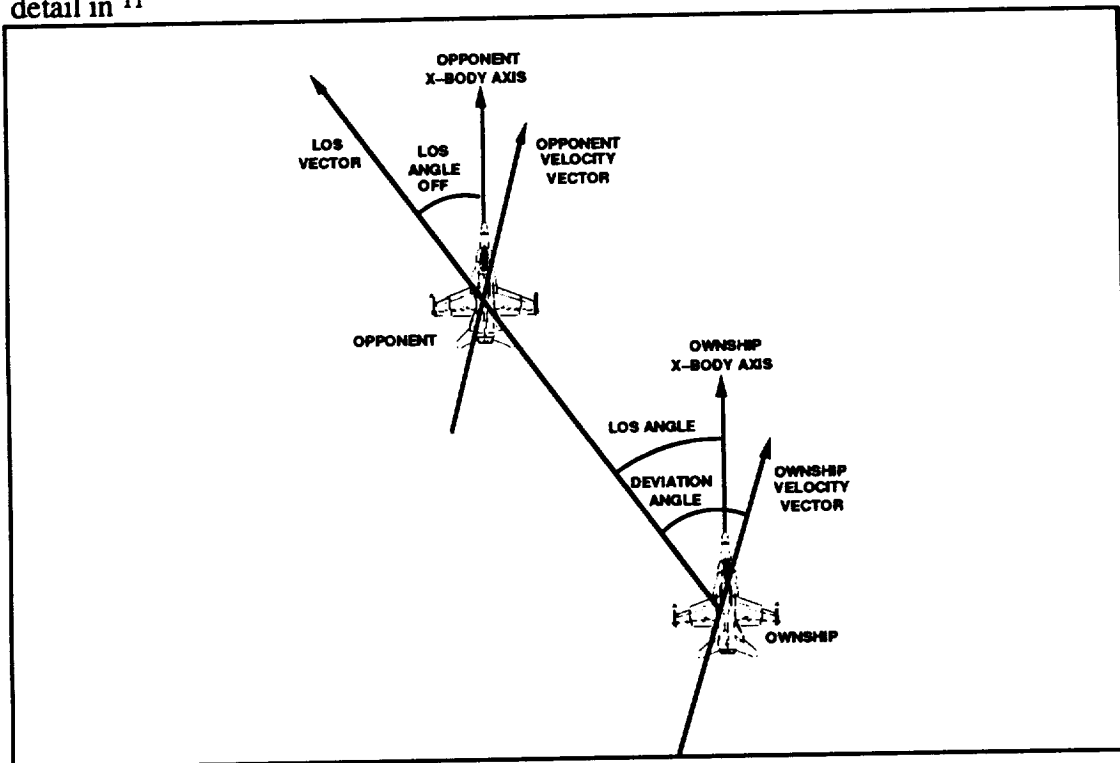 detail in 11
OPPONENT
X-BODY AXIS
LOS
VECTOR
LOS
ANGLE
OFF
OPPONENT
VELOCITY
VECTOR
OPPONENT
OWNSHIP
X-BODY AXIS
LOS ANGLE
DEVIATION
ANGLE
OWNSHIP
VELOCITY
VECTOR
OWNSHIP